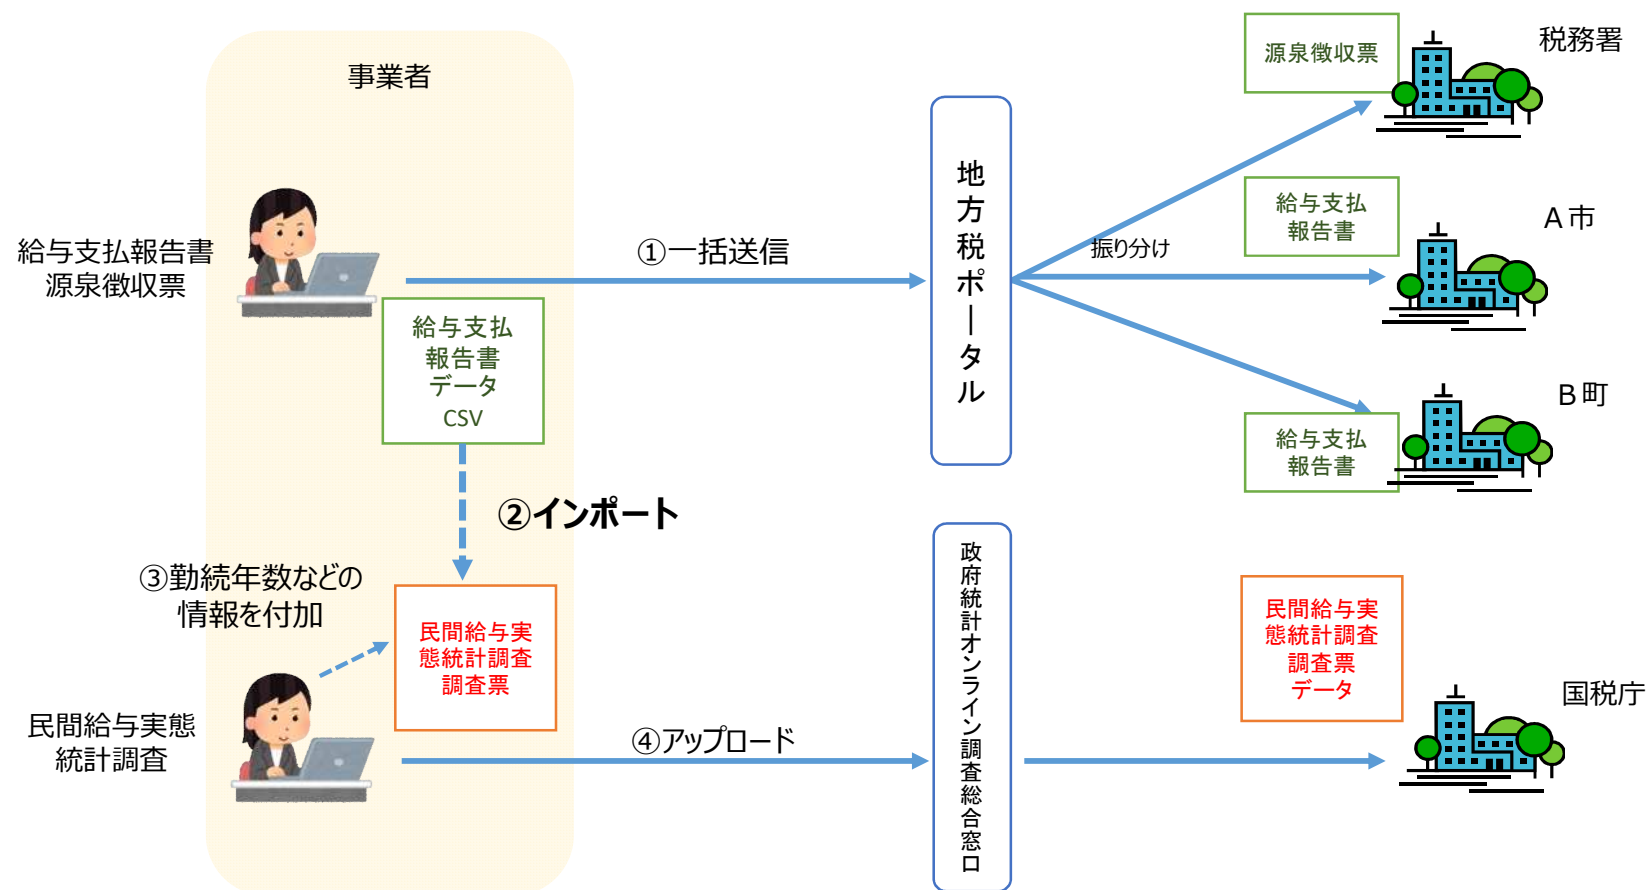 事業者
給与支払報告書
源泉徴収票
①一括送信
給与支払
報告書
データ
CSV
②インポート
③勤続年数などの
情報を付加
民間給与実
態統計調査
調査票
民間給与実態
統計調査
④アップロード
地方税ポータル
振り分け
源泉徴収票
税務署
給与支払
報告書
A市
給与支払
報告書
B町
政府統計オンライン調査総合窓口
民間給与実
態統計調査
調査票
データ
国税庁